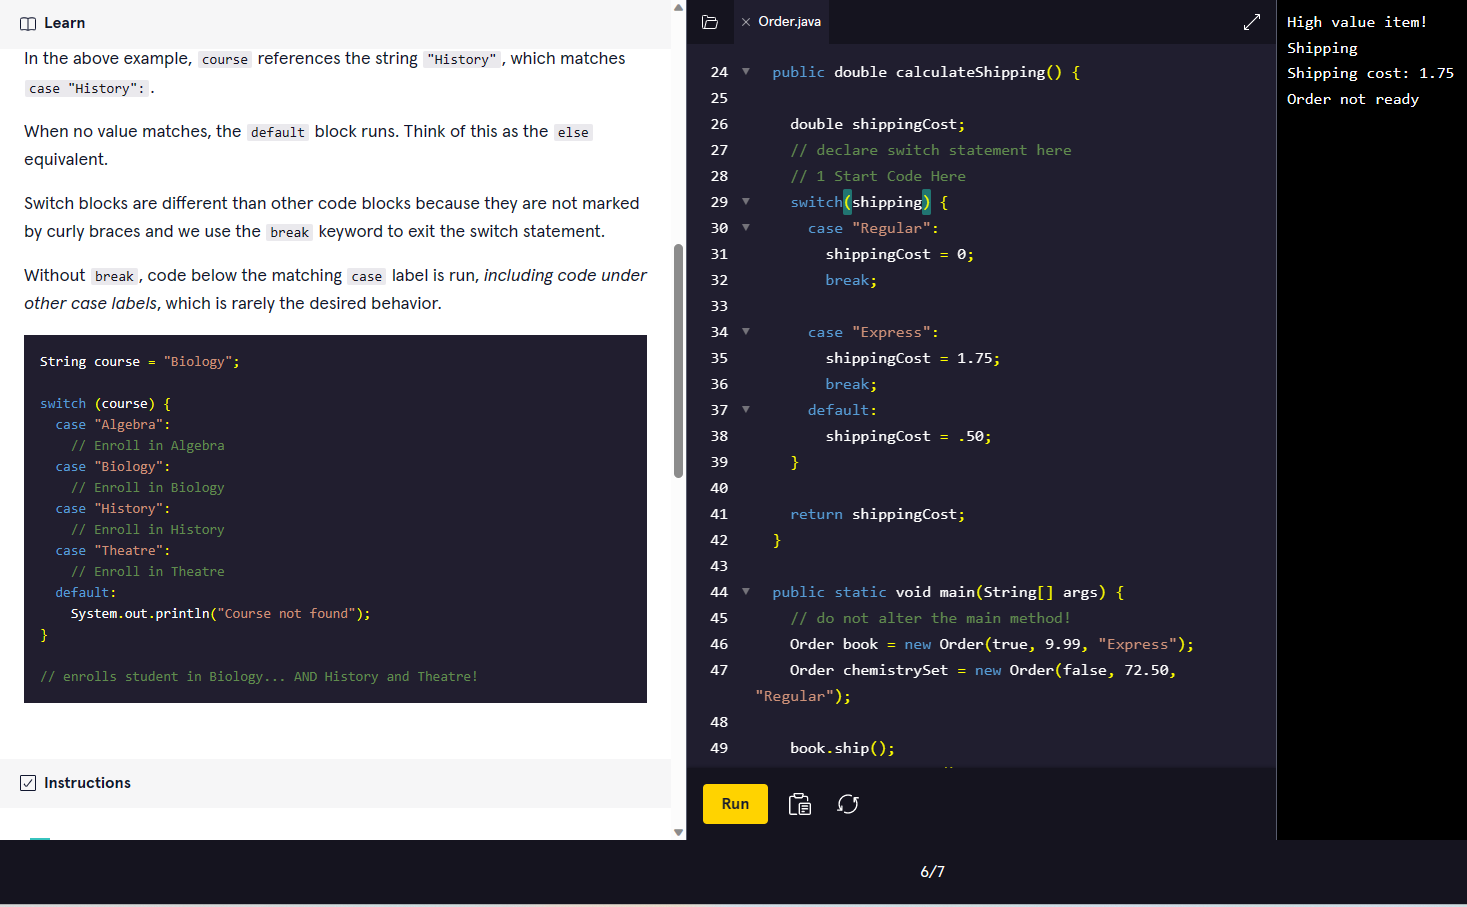 Learn
In the above example, course references the string "History", which matches
case "History":.
When no value matches, the default block runs. Think of this as the else
equivalent.
Switch blocks are different than other code blocks because they are not marked
by curly braces and we use the break keyword to exit the switch statement.
Without break, code below the matching case label is run, including code under
other case labels, which is rarely the desired behavior.
String course = "Biology";
switch (course) {
  case "Algebra":
    // Enroll in Algebra
  case "Biology":
    // Enroll in Biology
  case "History":
    // Enroll in History
  case "Theatre":
    // Enroll in Theatre
  default:
    System.out.println("Course not found");
}
// enrolls student in Biology... AND History and Theatre!
Instructions
Order.java
24 public double calculateShipping() {
25
26   double shippingCost;
27   // declare switch statement here
28   // 1 Start Code Here
29   switch(shipping) {
30     case "Regular":
31       shippingCost = 0;
32       break;
33
34     case "Express":
35       shippingCost = 1.75;
36       break;
37     default:
38       shippingCost = .50;
39   }
40
41   return shippingCost;
42 }
43
44 public static void main(String[] args) {
45   // do not alter the main method!
46   Order book = new Order(true, 9.99, "Express");
47   Order chemistrySet = new Order(false, 72.50,
"Regular");
48
49   book.ship();
Run
High value item!
Shipping
Shipping cost: 1.75
Order not ready
6/7